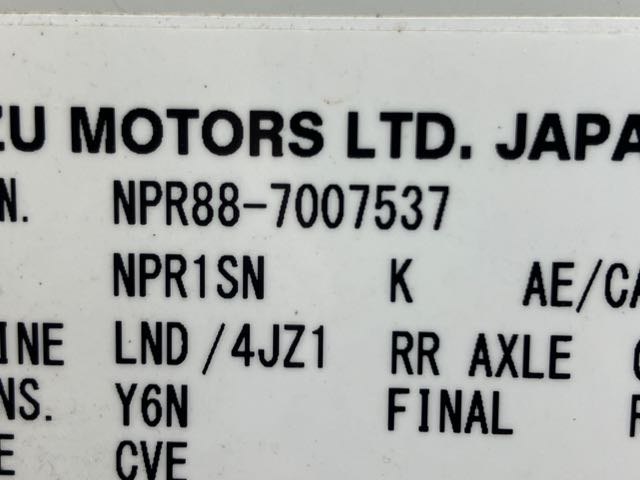 ZU MOTORS LTD. JAPA
N. NPR88-7007537
NPR1SN K AE/CA
INE LND/4JZ1 RR AXLE
NS. Y6N FINAL
E CVE